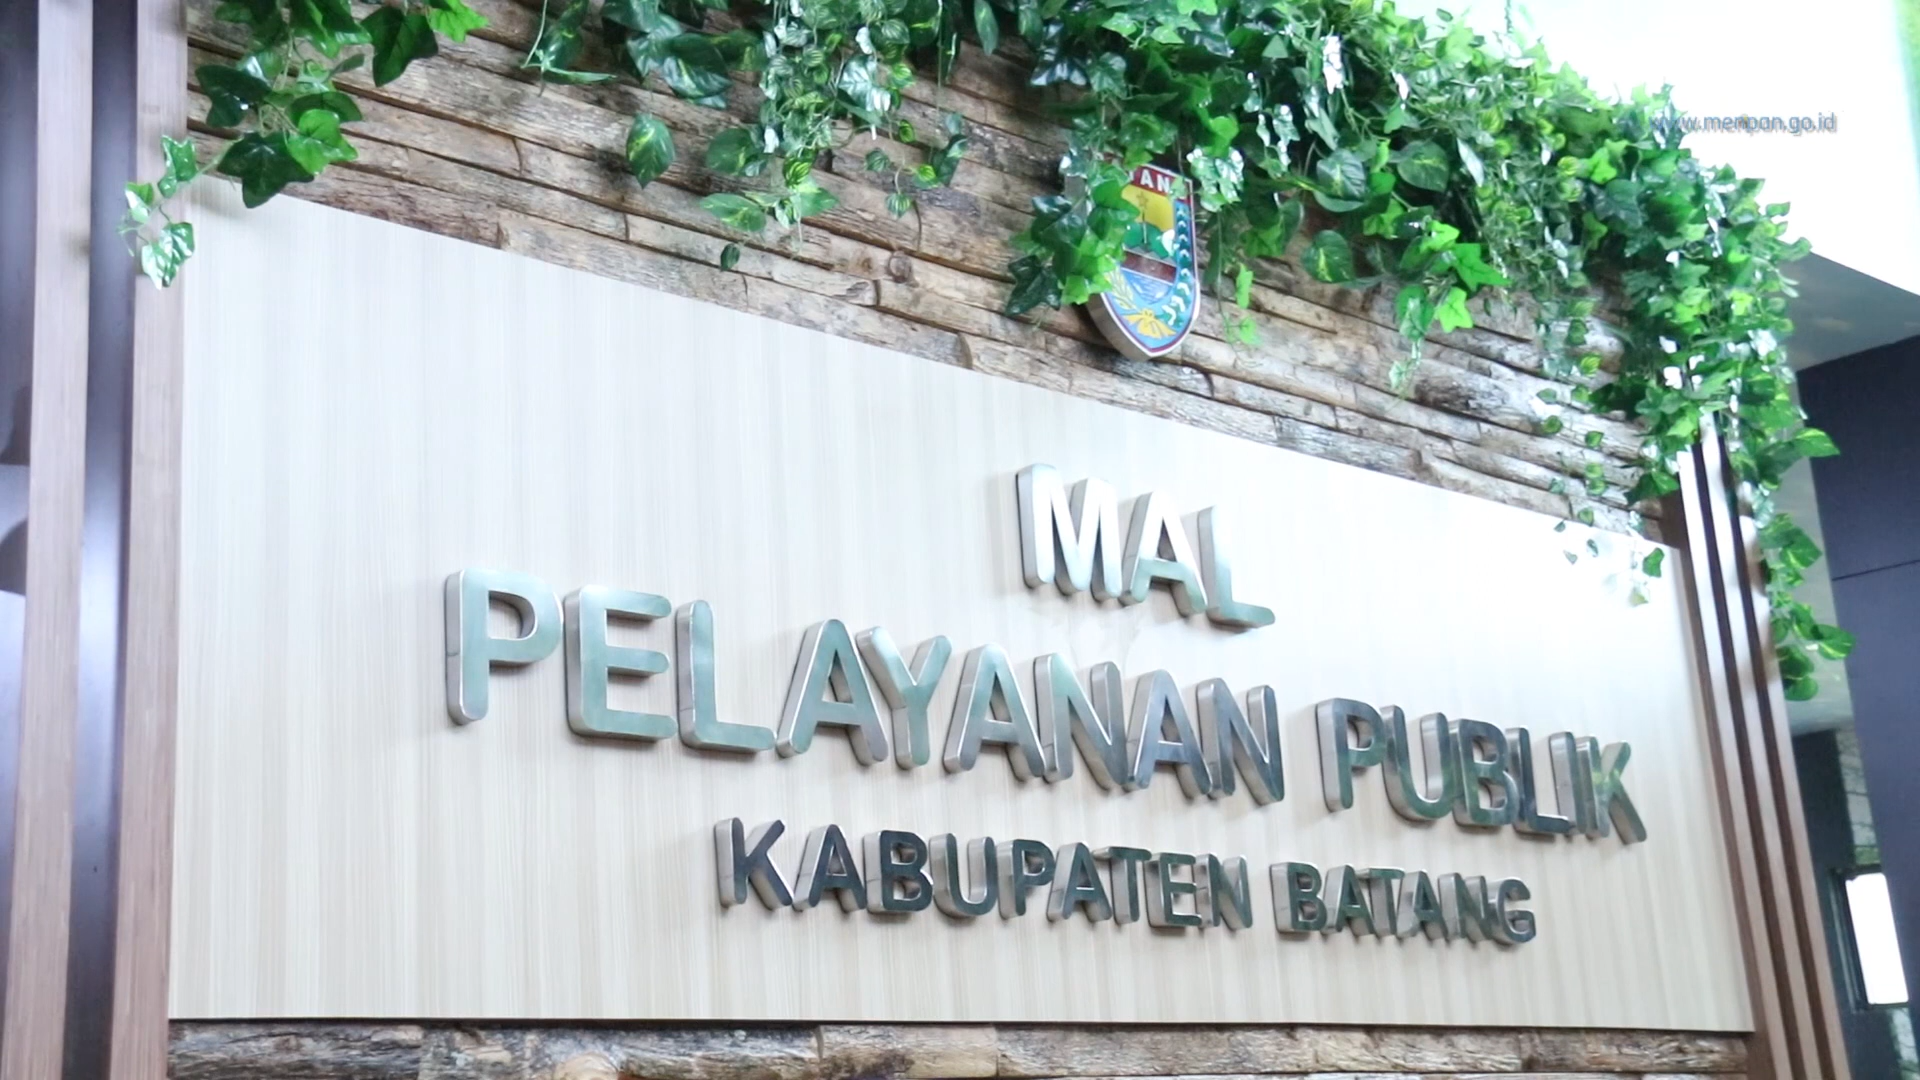 www.menpan.go.id
MAL
PELAYANAN PUBLIK
KABUPATEN BATANG